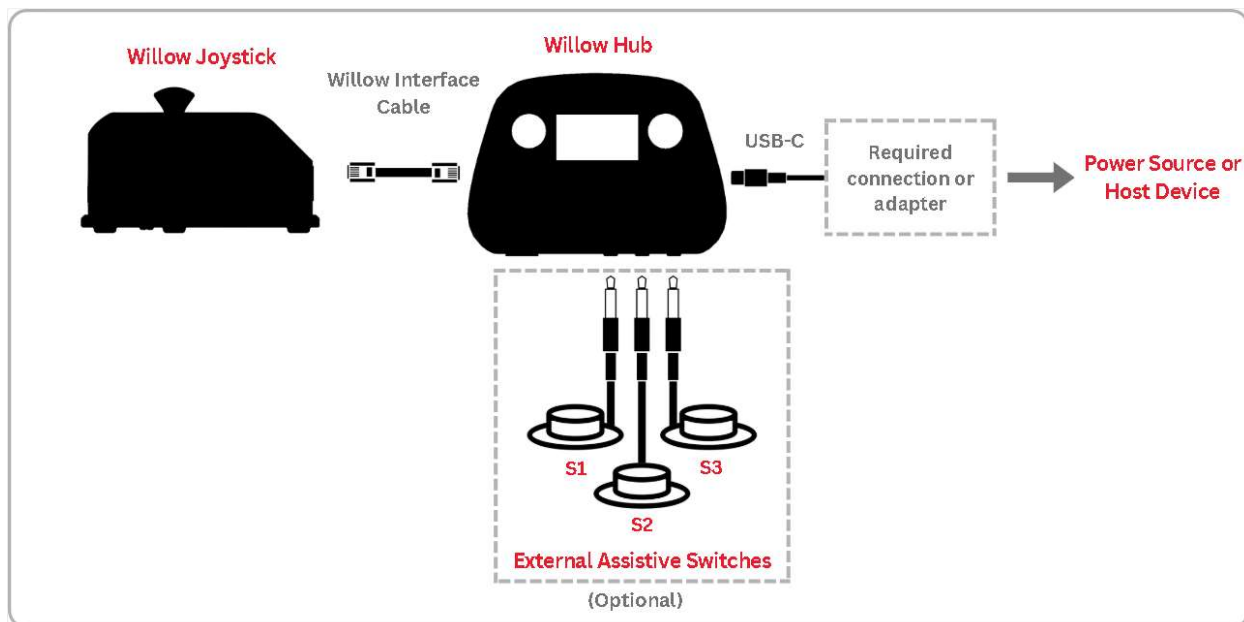 Willow Joystick
Willow Interface
Cable
Willow Hub
USB-C
Required
connection or
adapter
Power Source or
Host Device
S1
S3
S2
External Assistive Switches
(Optional)